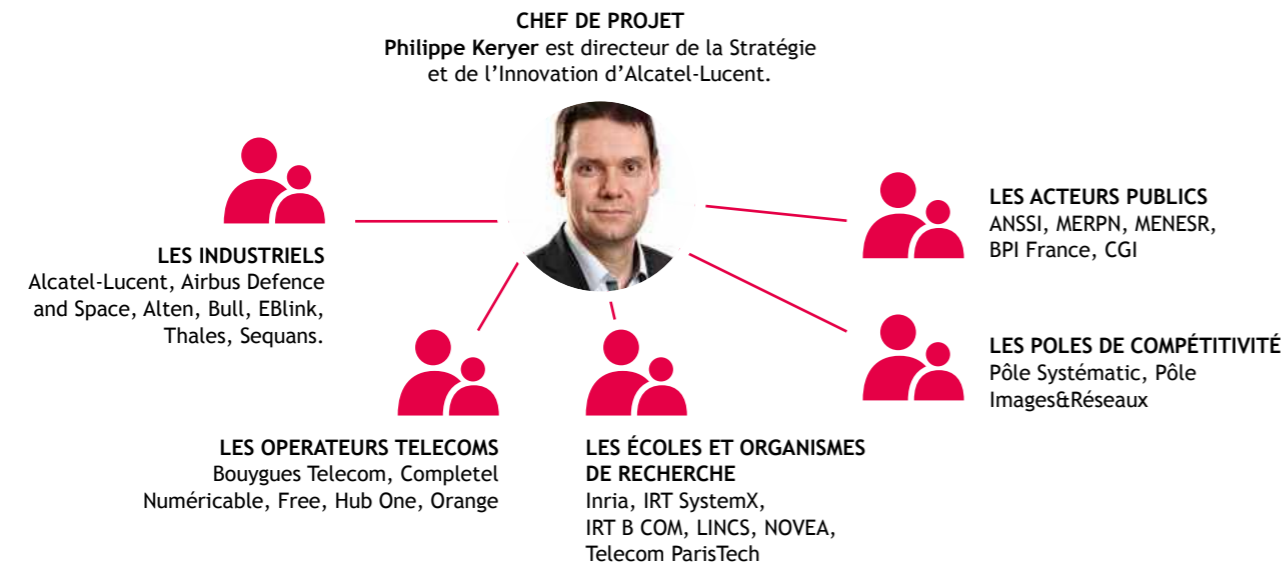 CHEF DE PROJET
Philippe Keryer est directeur de la Stratégie
et de l’Innovation d’Alcatel-Lucent.
LES INDUSTRIELS
Alcatel-Lucent, Airbus Defence
and Space, Alten, Bull, EBlink,
Thales, Sequans.
LES OPERATEURS TELECOMS
Bouygues Telecom, Completel
Numéricable, Free, Hub One, Orange
LES ÉCOLES ET ORGANISMES
DE RECHERCHE
Inria, IRT SystemX,
IRT B COM, LINCS, NOVEA,
Telecom ParisTech
LES ACTEURS PUBLICS
ANSSI, MERPN, MENESR,
BPI France, CGI
LES POLES DE COMPÉTITIVITÉ
Pôle Systématic, Pôle
Images&Réseaux